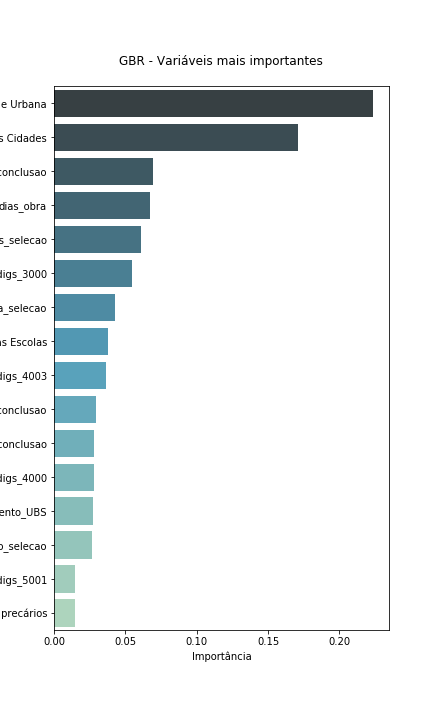 GBR - Variáveis mais importantes
e Urbana
s Cidades
conclusao
dias_obra
s_selecao
digs_3000
a_selecao
as Escolas
digs_4003
conclusao
conclusao
digs_4000
ento_UBS
o_selecao
digs_5001
precários
0.00 0.05 0.10 0.15 0.20
Importância